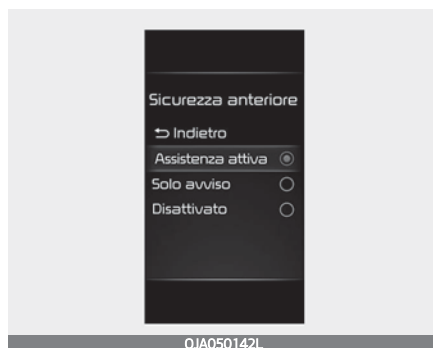 Sicurezza anteriore
Indietro
Assistenza attiva
Solo avviso
Disattivato
OJA050142L